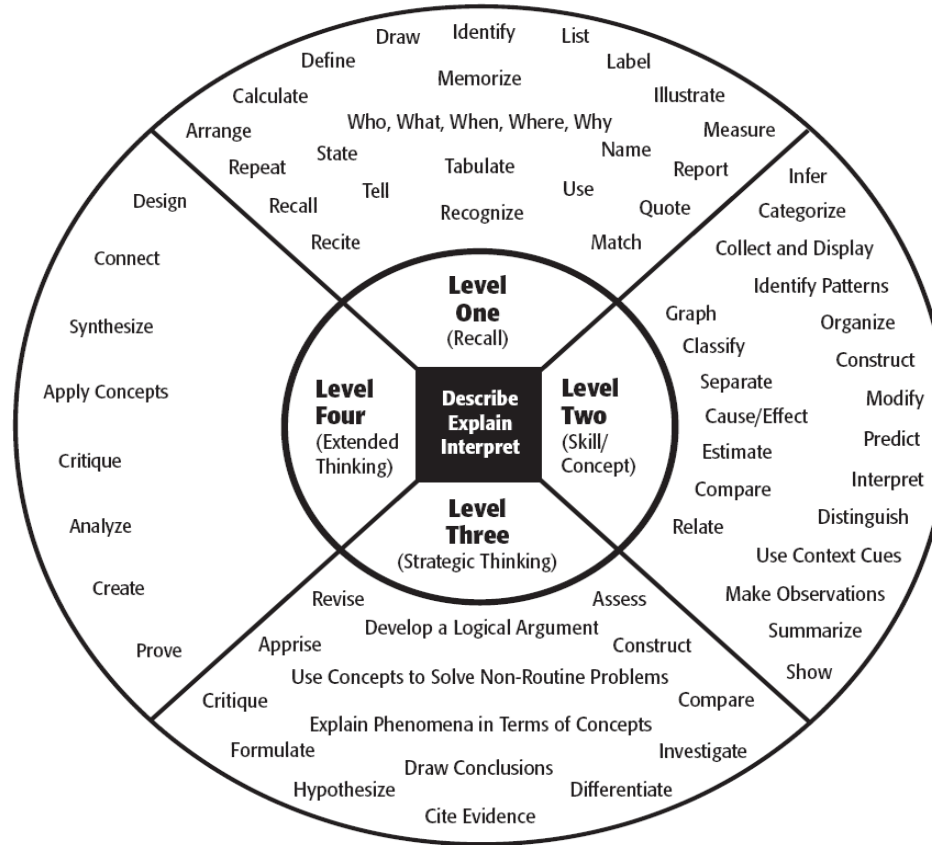 Draw
Identify
List
Define
Label
Memorize
Calculate
Illustrate
Arrange
Who, What, When, Where, Why
Measure
Repeat
State
Tabulate
Name
Report
Recall
Tell
Recognize
Use
Quote
Recite
Match
Level
One
(Recall)
Infer
Categorize
Collect and Display
Identify Patterns
Graph
Organize
Classify
Construct
Separate
Modify
Cause/Effect
Predict
Estimate
Interpret
Compare
Distinguish
Relate
Use Context Cues
Make Observations
Summarize
Show
Level
Two
(Skill/
Concept)
Describe
Explain
Interpret
Level
Four
(Extended
Thinking)
Design
Connect
Synthesize
Apply Concepts
Critique
Analyze
Create
Prove
Level
Three
(Strategic Thinking)
Revise
Assess
Develop a Logical Argument
Apprise
Construct
Use Concepts to Solve Non-Routine Problems
Critique
Compare
Explain Phenomena in Terms of Concepts
Formulate
Investigate
Draw Conclusions
Hypothesize
Differentiate
Cite Evidence